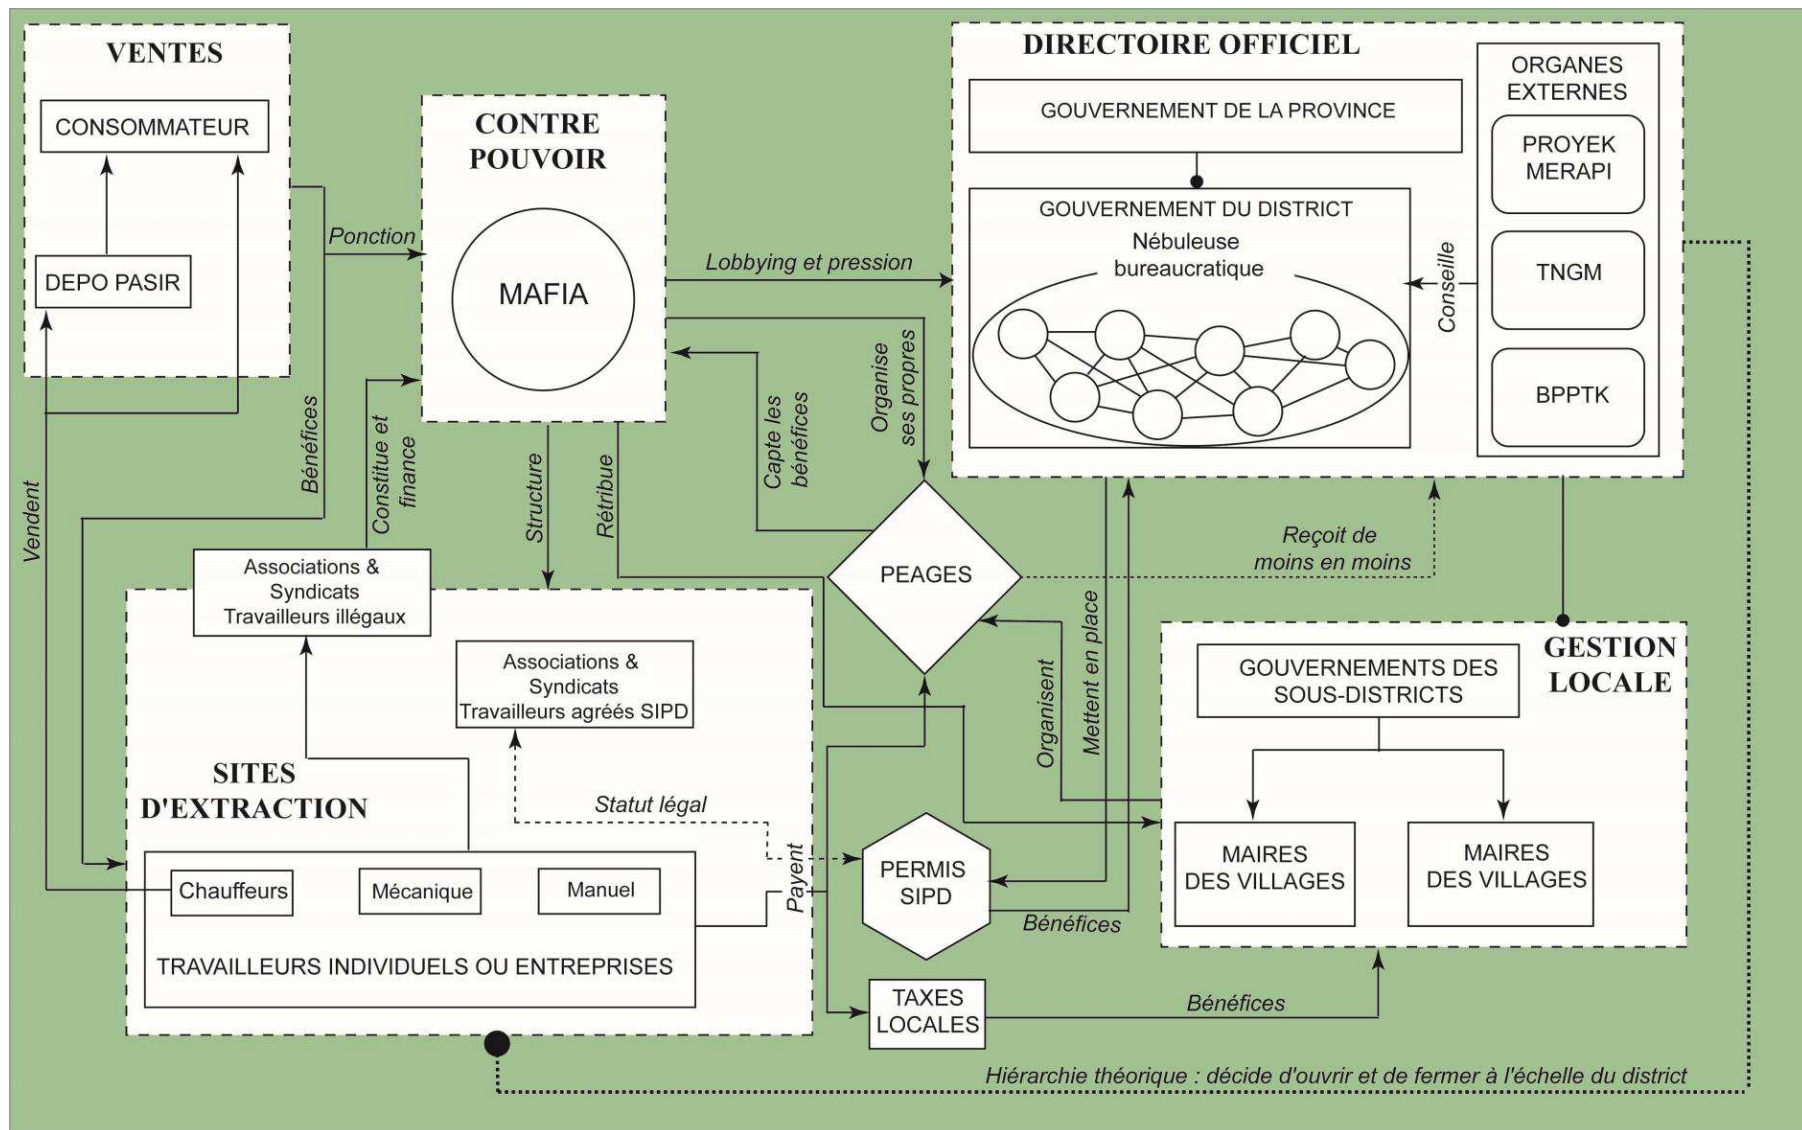 VENTES
CONSOMMATEUR
DEPO PASIR
CONTRE
POUVOIR
MAFIA
Ponction
Lobbying et pression
DIRECTOIRE OFFICIEL
GOUVERNEMENT DE LA PROVINCE
GOUVERNEMENT DU DISTRICT
Nébuleuse
bureaucratique
ORGANES
EXTERNES
PROYEK
MERAPI
TNGM
BPPTK
Conseille
Vendent
Bénéfices
Constitue et
finance
Structure
Rétribue
Capte les
bénéfices
Organise
ses propres
PEAGES
Reçoit de
moins en moins
Mettent en place
Organisent
Associations &
Syndicats
Travailleurs illégaux
Associations &
Syndicats
Travailleurs agréés SIPD
SITES
D'EXTRACTION
Statut légal
Chauffeurs
Mécanique
Manuel
TRAVAILLEURS INDIVIDUELS OU ENTREPRISES
Payent
PERMIS
SIPD
Bénéfices
TAXES
LOCALES
Bénéfices
GESTION
LOCALE
GOUVERNEMENTS DES
SOUS-DISTRICTS
MAIRES
DES VILLAGES
MAIRES
DES VILLAGES
Hiérarchie théorique : décide d'ouvrir et de fermer à l'échelle du district